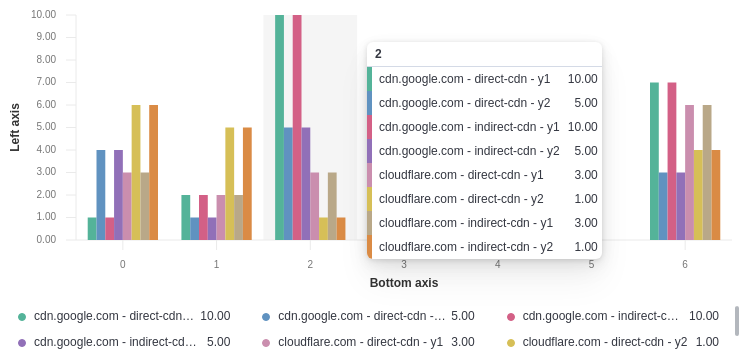 10.00
9.00
8.00
7.00
6.00
5.00
4.00
3.00
2.00
1.00
0.00
Left axis
2
cdn.google.com - direct-cdn - y1 10.00
cdn.google.com - direct-cdn - y2 5.00
cdn.google.com - indirect-cdn - y1 10.00
cdn.google.com - indirect-cdn - y2 5.00
cloudflare.com - direct-cdn - y1 3.00
cloudflare.com - direct-cdn - y2 1.00
cloudflare.com - indirect-cdn - y1 3.00
cloudflare.com - indirect-cdn - y2 1.00
0 1 2 3 4 5 6
Bottom axis
cdn.google.com - direct-cdn… 10.00 cdn.google.com - direct-cdn -… 5.00 cdn.google.com - indirect-c… 10.00
cdn.google.com - indirect-cd… 5.00 cloudflare.com - direct-cdn - y1 3.00 cloudflare.com - direct-cdn - y2 1.00